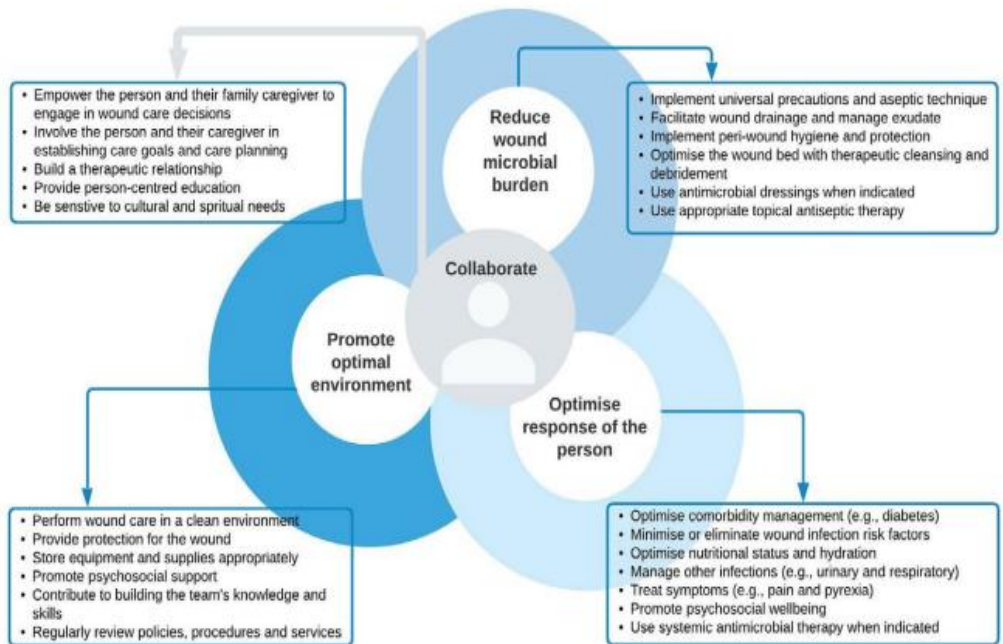 • Empower the person and their family caregiver to
engage in wound care decisions
• Involve the person and their caregiver in
establishing care goals and care planning
• Build a therapeutic relationship
• Provide person-centred education
• Be senstive to cultural and spritual needs
Reduce
wound
microbial
burden
• Implement universal precautions and aseptic technique
• Facilitate wound drainage and manage exudate
• Implement peri-wound hygiene and protection
• Optimise the wound bed with therapeutic cleansing and
debridement
• Use antimicrobial dressings when indicated
• Use appropriate topical antiseptic therapy
Collaborate
Promote
optimal
environment
Optimise
response of the
person
• Perform wound care in a clean environment
• Provide protection for the wound
• Store equipment and supplies appropriately
• Promote psychosocial support
• Contribute to building the team's knowledge and
skills
• Regularly review policies, procedures and services
• Optimise comorbidity management (e.g., diabetes)
• Minimise or eliminate wound infection risk factors
• Optimise nutritional status and hydration
• Manage other infections (e.g., urinary and respiratory)
• Treat symptoms (e.g., pain and pyrexia)
• Promote psychosocial wellbeing
• Use systemic antimicrobial therapy when indicated